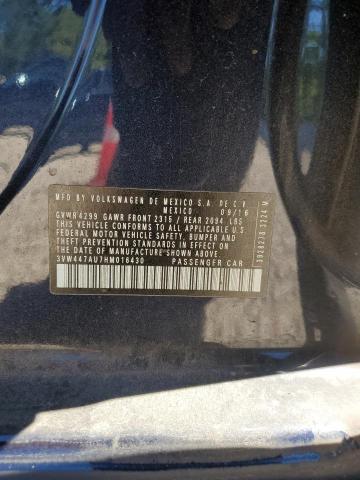 MFD BY VOLKSWAGEN DE MEXICO S.A. DE C.V.
MEXICO 09/16
GVWR 4299 GAWR FRONT 2315 / REAR 2094 LBS
THIS VEHICLE CONFORMS TO ALL APPLICABLE U.S.
FEDERAL MOTOR VEHICLE SAFETY, BUMPER AND
THEFT PREVENTION STANDARDS IN EFFECT ON THE
DATE OF MANUFACTURE SHOWN ABOVE.
3VW447AU7HM016430 PASSENGER CAR
3928218 3224 M